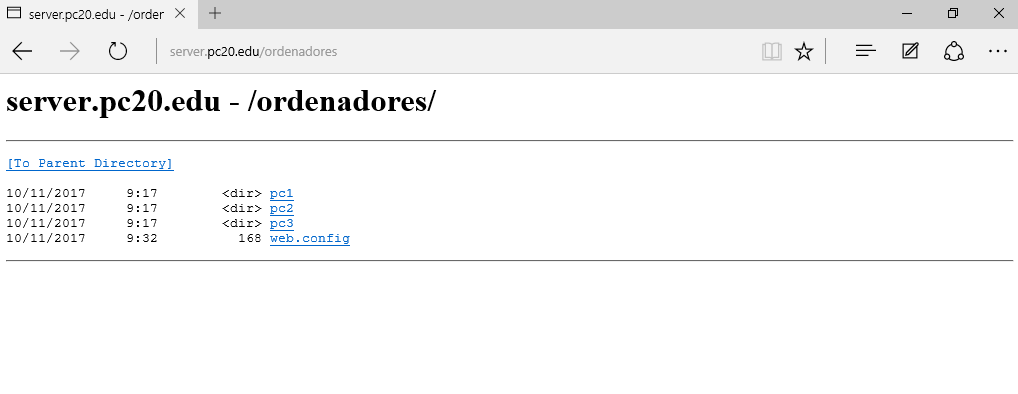 server.pc20.edu - /order
server.pc20.edu/ordenadores
server.pc20.edu - /ordenadores/
[To Parent Directory]
10/11/2017 9:17 <dir> pc1
10/11/2017 9:17 <dir> pc2
10/11/2017 9:17 <dir> pc3
10/11/2017 9:32 168 web.config